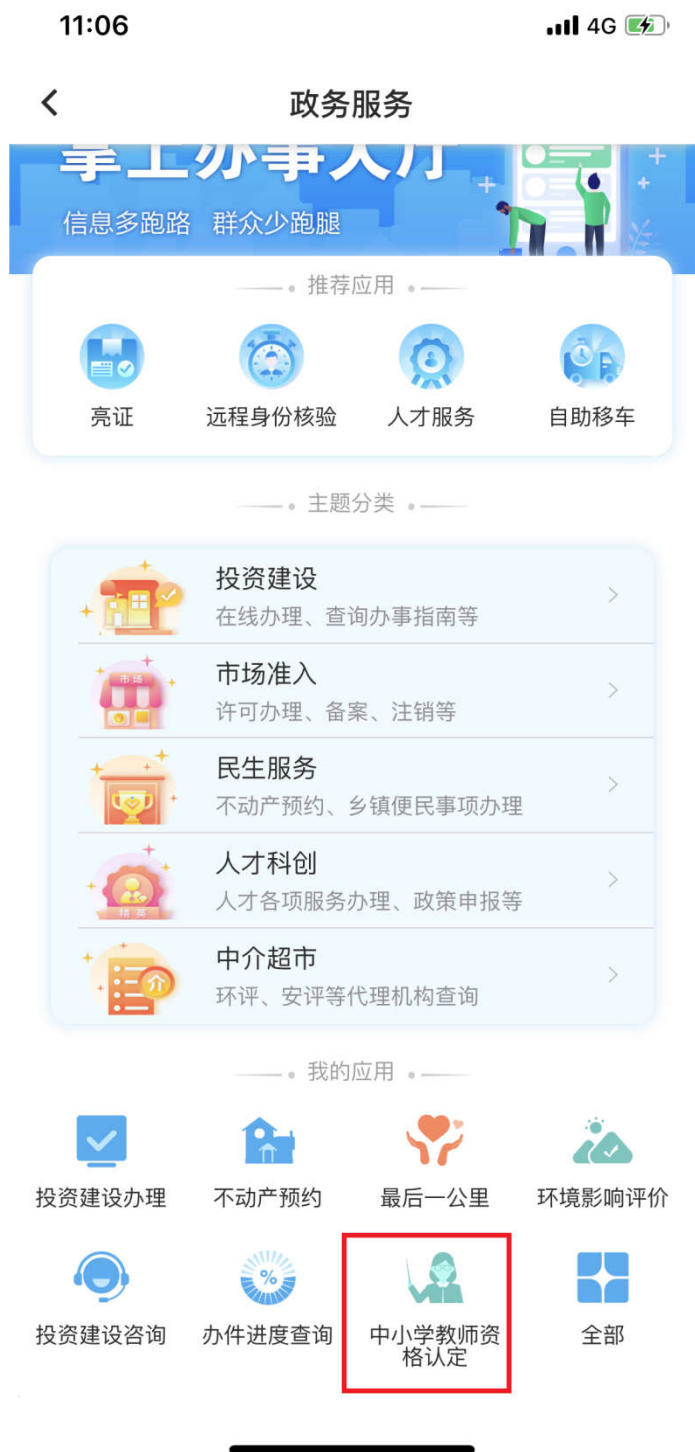 11:06
4G
政务服务
掌上办事大厅
信息多跑路 群众少跑腿
推荐应用
亮证 远程身份核验 人才服务 自助移车
主题分类
投资建设
在线办理、查询办事指南等
市场
市场准入
许可办理、备案、注销等
民生服务
不动产预约、乡镇便民事项办理
人才科创
人才各项服务办理、政策申报等
精英
中介超市
介
环评、安评等代理机构查询
我的应用
投资建设办理 不动产预约 最后一公里 环境影响评价
%
投资建设咨询 办件进度查询 中小学教师资 全部
格认定